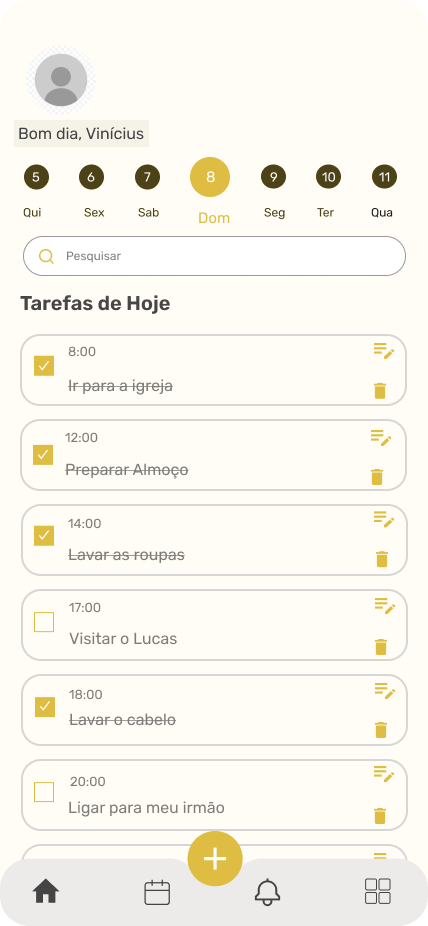 Bom dia, Vinícius
5 6 7 8 9 10 11
Qui Sex Sab Dom Seg Ter Qua
Pesquisar
Tarefas de Hoje
8:00
Ir para a igreja
12:00
Preparar Almoço
14:00
Lavar as roupas
17:00
Visitar o Lucas
18:00
Lavar o cabelo
20:00
Ligar para meu irmão